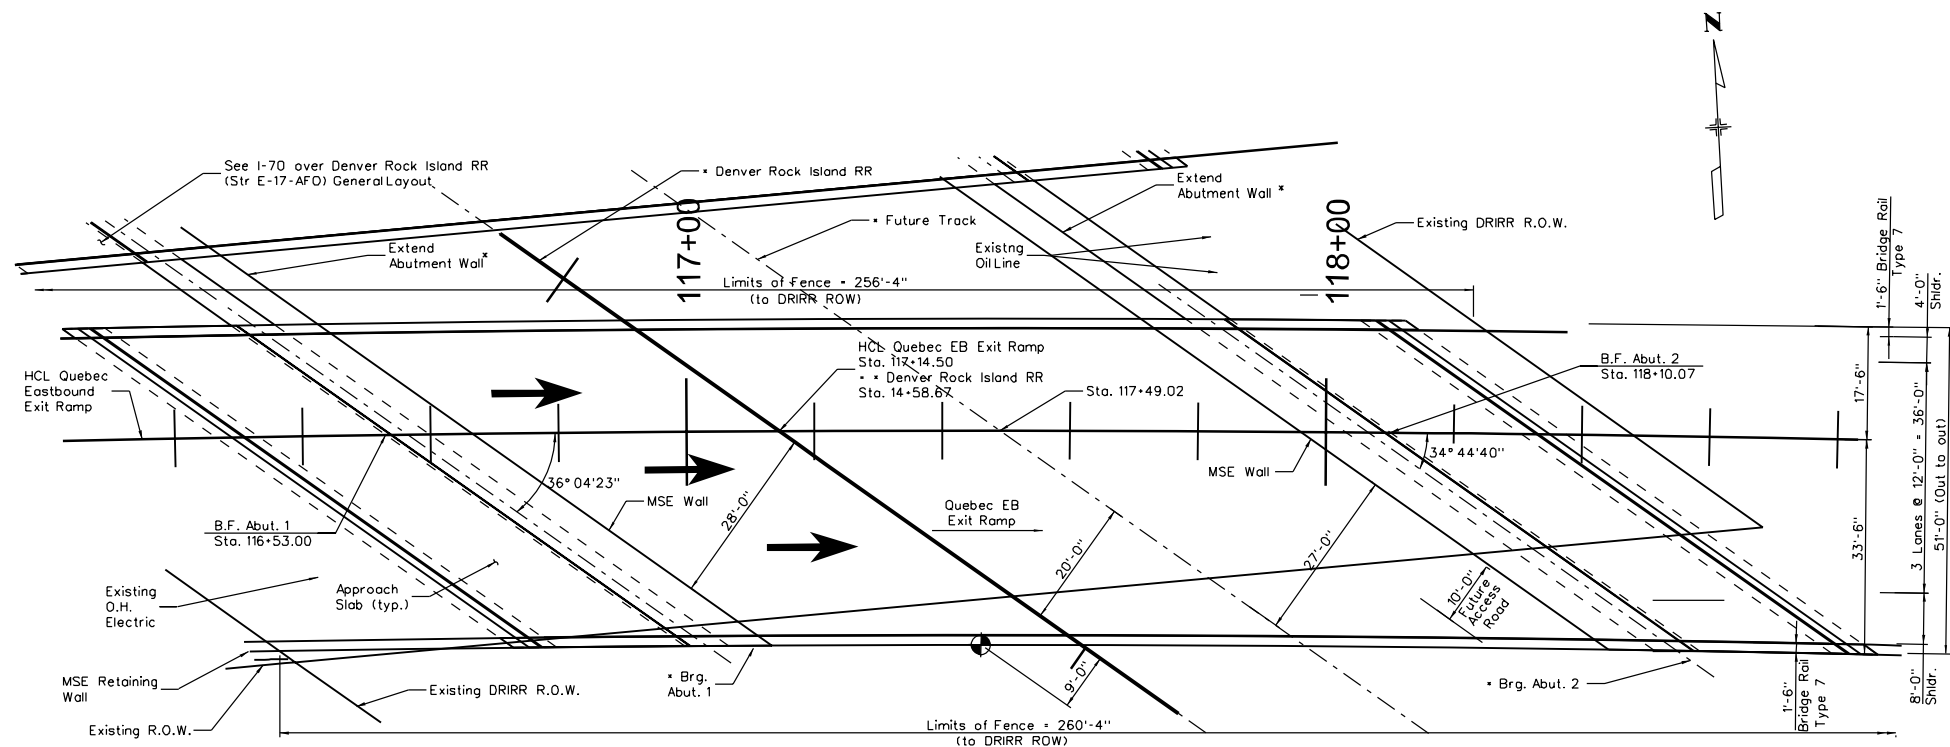 N
See I-70 over Denver Rock Island RR
(Str E-17-AFO) General Layout
* Denver Rock Island RR
Extend
Abutment Wall *
* Future Track
117+00
118+00
Existing DRIRR R.O.W.
1'-6" Bridge Rail
Type 7
4'-0"
Shldr.
Extend
Abutment Wall*
Existng
Oil Line
Limits of Fence = 256'-4"
(to DRIRR ROW)
HCL Quebec EB Exit Ramp
Sta. 117+14.50
* * Denver Rock Island RR
Sta. 14+58.67
Sta. 117+49.02
B.F. Abut. 2
Sta. 118+10.07
HCL Quebec
Eastbound
Exit Ramp
17'-6"
3 Lanes @ 12'-0" = 36'-0"
51'-0" (Out to out)
36° 04'23"
MSE Wall
28'-0"
MSE Wall
34° 44'40"
Quebec EB
Exit Ramp
B.F. Abut. 1
Sta. 116+53.00
33'-6"
20'-0"
27'-0"
10'-0"
Future
Access
Road
Existing
O.H.
Electric
Approach
Slab (typ.)
MSE Retaining
Wall
Existing DRIRR R.O.W.
Existing R.O.W.
* Brg.
Abut. 1
9'-0"
* Brg. Abut. 2
1'-6"
Bridge Rail
Type 7
8'-0"
Shldr.
Limits of Fence = 260'-4"
(to DRIRR ROW)